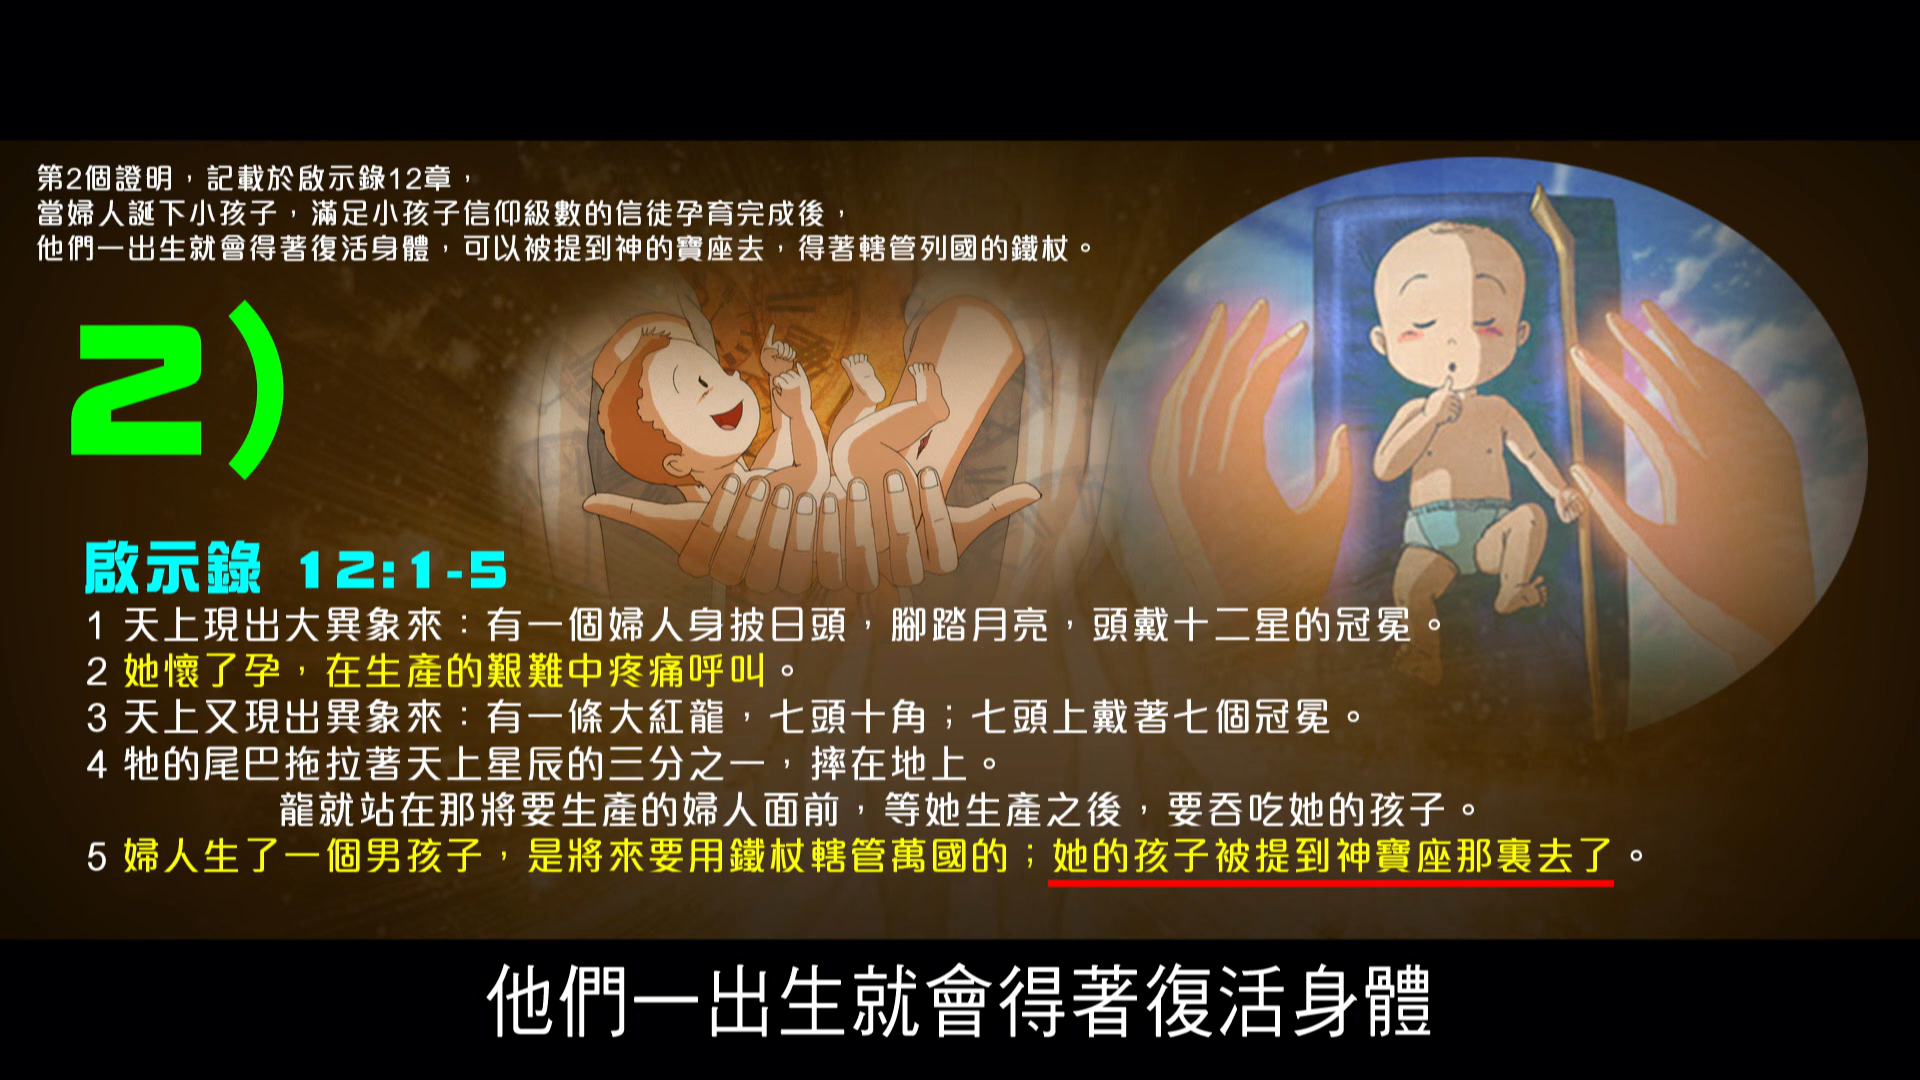 第2個證明，記載於啟示錄12章，
當婦人誕下小孩子，滿足小孩子信仰級數的信徒孕育完成後，
他們一出生就會得著復活身體，可以被提到神的寶座去，得著轄管列國的鐵杖。
2)
啟示錄 12:1-5
1 天上現出大異象來：有一個婦人身披日頭，腳踏月亮，頭戴十二星的冠冕。
2 她懷了孕，在生產的艱難中疼痛呼叫。
3 天上又現出異象來：有一條大紅龍，七頭十角；七頭上戴著七個冠冕。
4 牠的尾巴拖拉著天上星辰的三分之一，摔在地上。
龍就站在那將要生產的婦人面前，等她生產之後，要吞吃她的孩子。
5 婦人生了一個男孩子，是將來要用鐵杖轄管萬國的；她的孩子被提到神寶座那裏去了。
他們一出生就會得著復活身體